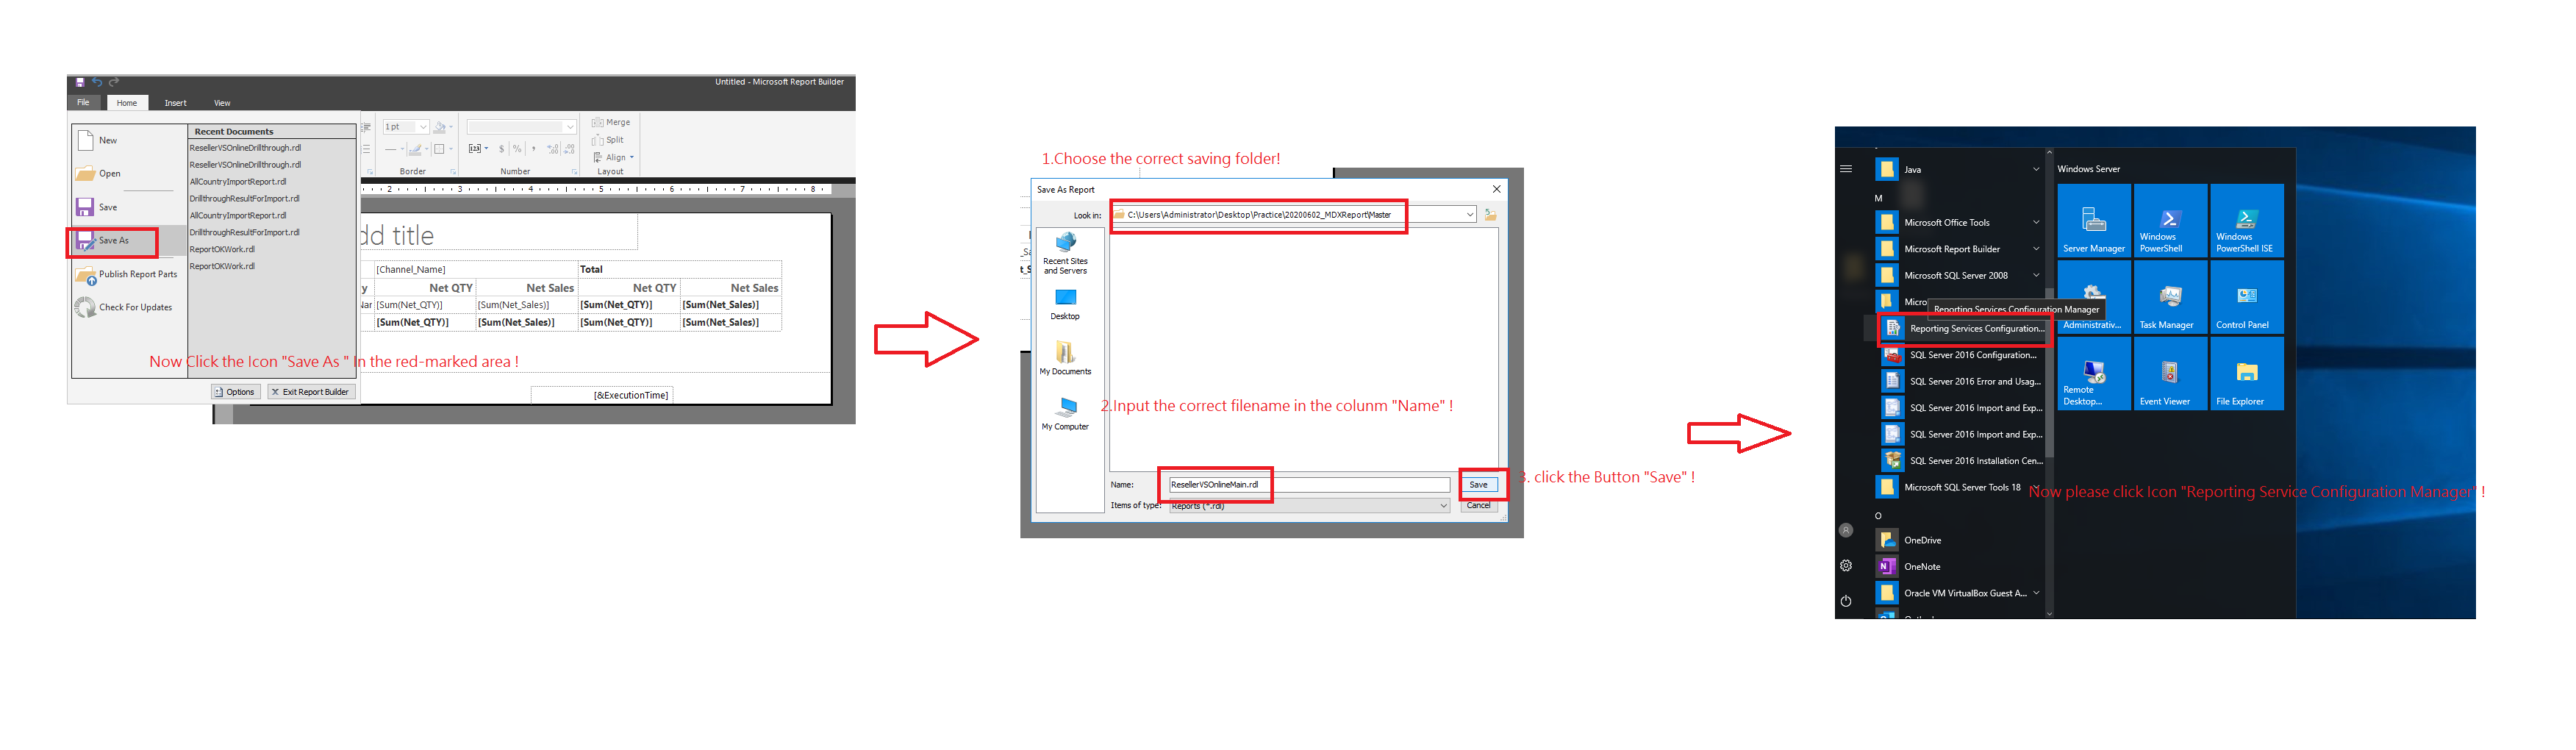 Untitled - Microsoft Report Builder
File Home Insert View
New
Open
Save
Save As
Publish Report Parts
Check For Updates
Recent Documents
ResellerVSOnlineDrillthrough.rdl
ResellerVSOnlineDrillthrough.rdl
AllCountryImportReport.rdl
DrillthroughResultForImport.rdl
AllCountryImportReport.rdl
DrillthroughResultForImport.rdl
ReportOKWork.rdl
ReportOKWork.rdl
Options Exit Report Builder
1 pt
Border
[123] $ % ,
Number
Merge
Split
Align
Layout
2 3 4 5 6 7 8
dd title
[Channel_Name] Total
y Net QTY Net Sales Net QTY Net Sales
Nar [Sum(Net_QTY)] [Sum(Net_Sales)] [Sum(Net_QTY)] [Sum(Net_Sales)]
[Sum(Net_QTY)] [Sum(Net_Sales)] [Sum(Net_QTY)] [Sum(Net_Sales)]
[&ExecutionTime]
Now Click the Icon "Save As " In the red-marked area !
1.Choose the correct saving folder!
Save As Report
Look in: C:\Users\Administrator\Desktop\Practice\20200602_MDXReport\Master
Recent Sites
and Servers
Desktop
My Documents
My Computer
2.Input the correct filename in the colunm "Name" !
Name: ResellerVSOnlineMain.rdl Save
Items of type: Reports (*.rdl) Cancel
3. click the Button "Save" !
Java
M
Microsoft Office Tools
Microsoft Report Builder
Microsoft SQL Server 2008
Micro
Reporting Services Configuration Manager
Reporting Services Configuration...
SQL Server 2016 Configuration...
SQL Server 2016 Error and Usag...
SQL Server 2016 Import and Exp...
SQL Server 2016 Import and Exp...
SQL Server 2016 Installation Cen...
Microsoft SQL Server Tools 18
O
OneDrive
OneNote
Oracle VM VirtualBox Guest A...
Windows Server
Server Manager
Windows
PowerShell
Windows
PowerShell ISE
Administrativ...
Task Manager
Control Panel
Remote
Desktop...
Event Viewer
File Explorer
Now please click Icon "Reporting Service Configuration Manager" !